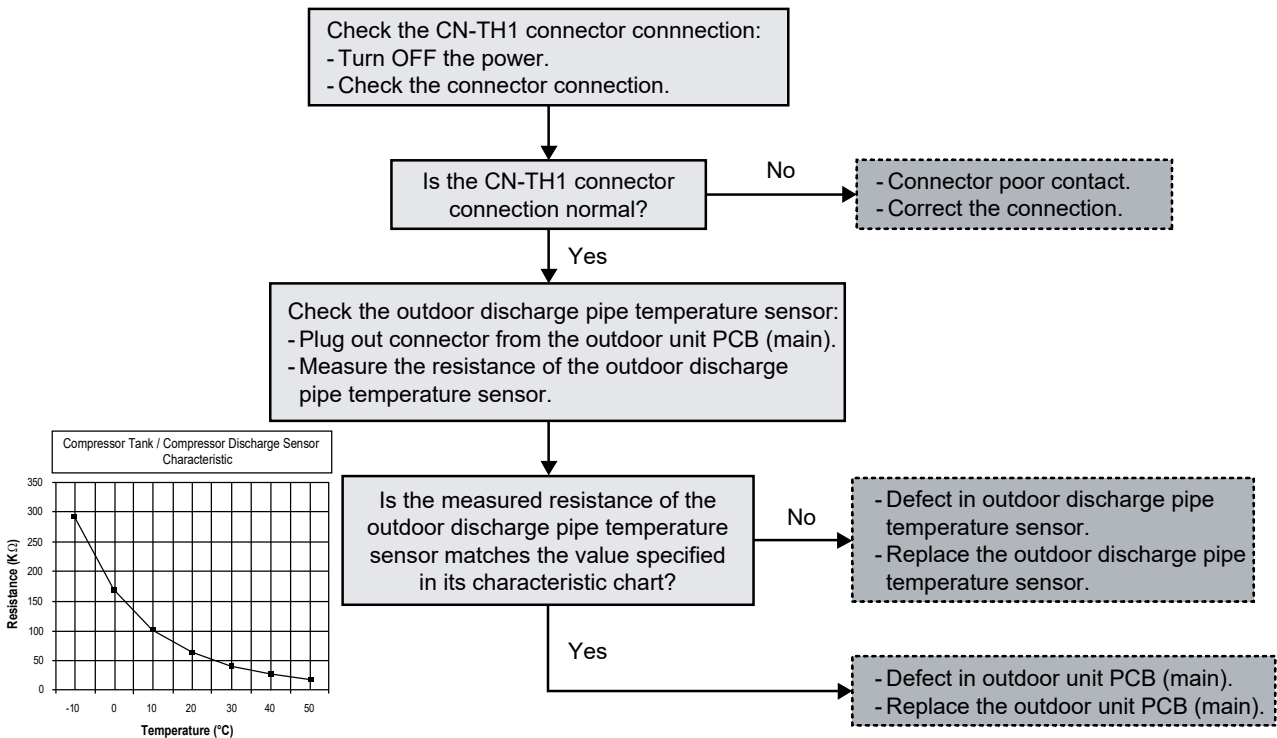 Check the CN-TH1 connector connnection:
- Turn OFF the power.
- Check the connector connection.
Is the CN-TH1 connector
connection normal?
No
- Connector poor contact.
- Correct the connection.
Yes
Check the outdoor discharge pipe temperature sensor:
- Plug out connector from the outdoor unit PCB (main).
- Measure the resistance of the outdoor discharge
pipe temperature sensor.
Compressor Tank / Compressor Discharge Sensor
Characteristic
350
300
250
200
150
100
50
0
Resistance (KΩ)
-10 0 10 20 30 40 50
Temperature (°C)
Is the measured resistance of the
outdoor discharge pipe temperature
sensor matches the value specified
in its characteristic chart?
No
- Defect in outdoor discharge pipe
temperature sensor.
- Replace the outdoor discharge pipe
temperature sensor.
Yes
- Defect in outdoor unit PCB (main).
- Replace the outdoor unit PCB (main).